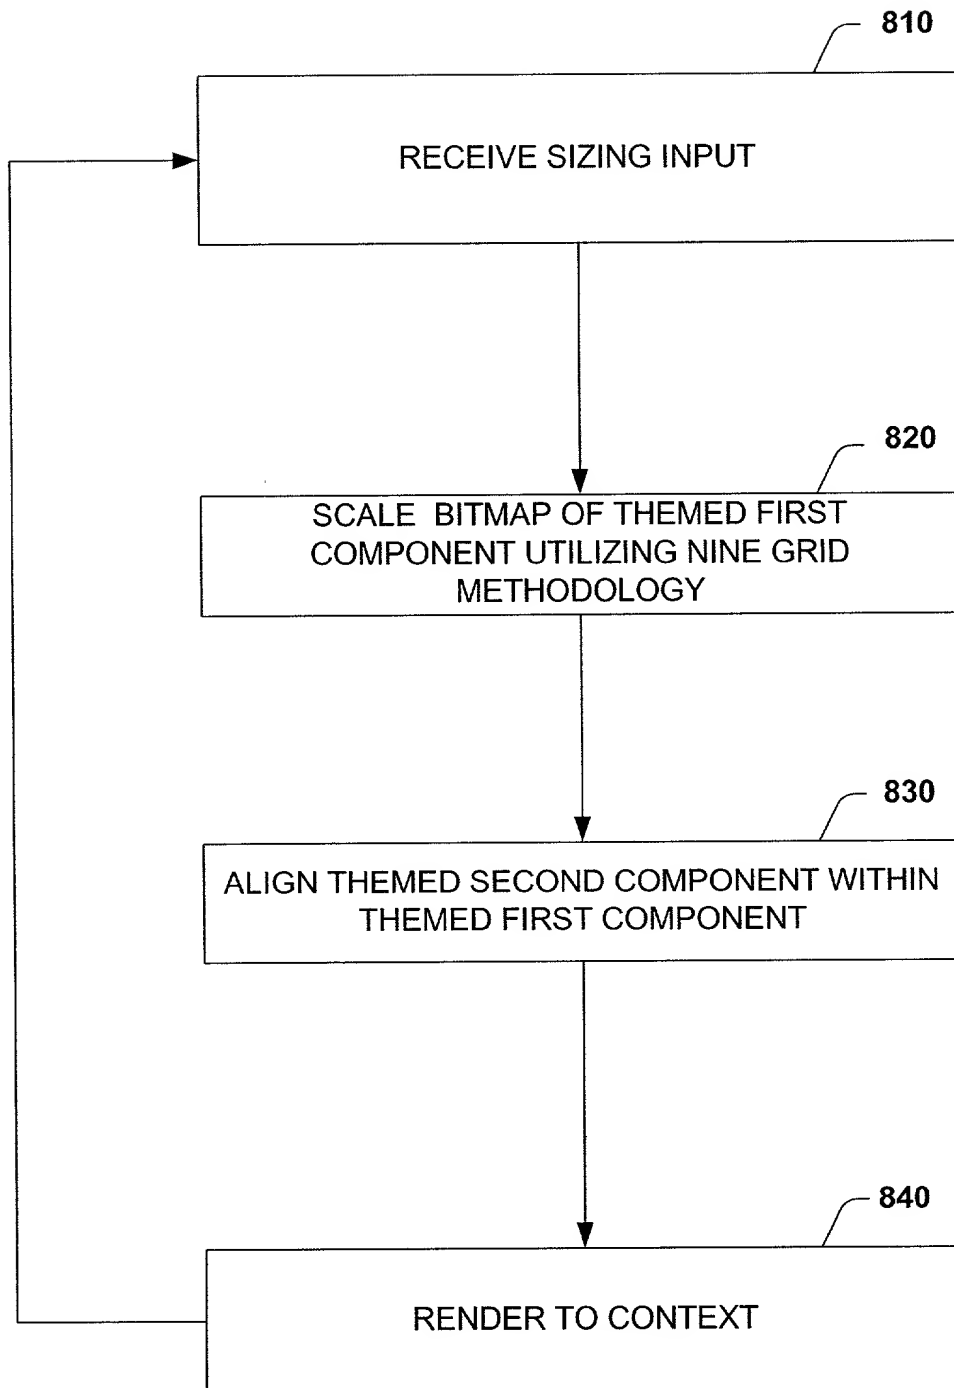 810
RECEIVE SIZING INPUT
820
SCALE BITMAP OF THEMED FIRST
COMPONENT UTILIZING NINE GRID
METHODOLOGY
830
ALIGN THEMED SECOND COMPONENT WITHIN
THEMED FIRST COMPONENT
840
RENDER TO CONTEXT